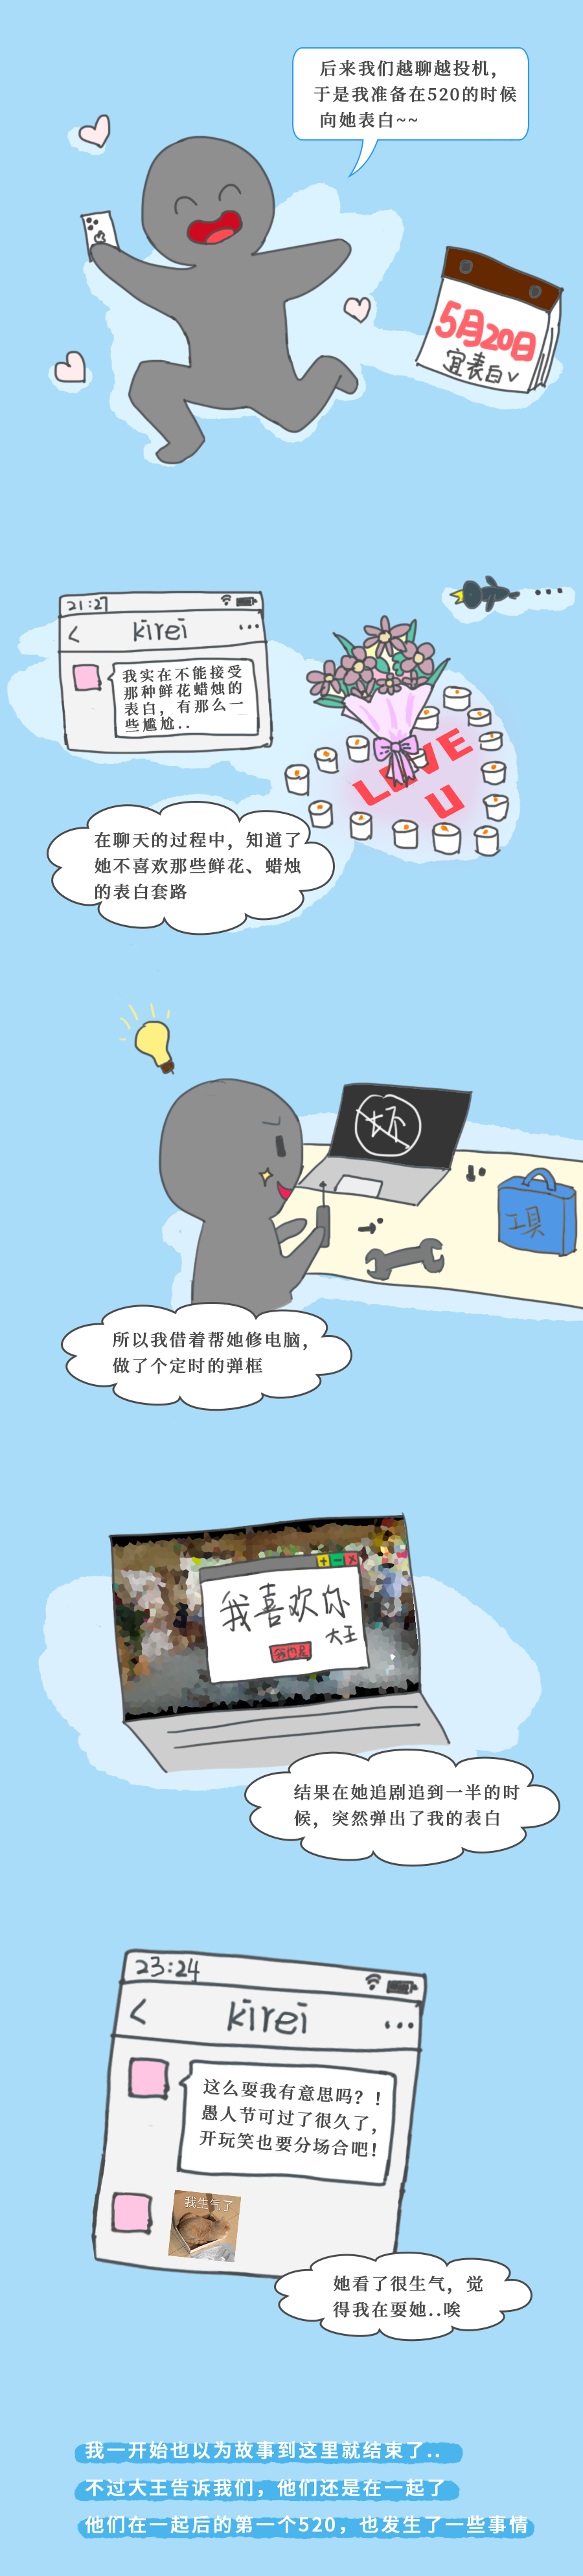 后来我们越聊越投机，
于是我准备在520的时候
向她表白~~
5月20日
宜表白
21:27
kirei
我实在不能接受
那种鲜花蜡烛的
表白，有那么一
些尴尬..
LOVE
U
在聊天的过程中，知道了
她不喜欢那些鲜花、蜡烛
的表白套路
坏
工具
所以我借着帮她修电脑，
做了个定时的弹框
我喜欢你
大王
我也是
结果在她追剧追到一半的时
候，突然弹出了我的表白
23:24
kirei
这么耍我有意思吗？！
愚人节可过了很久了，
开玩笑也要分场合吧！
我生气了
她看了很生气，觉
得我在耍她..唉
我一开始也以为故事到这里就结束了..
不过大王告诉我们，他们还是在一起了
他们在一起后的第一个520，也发生了一些事情